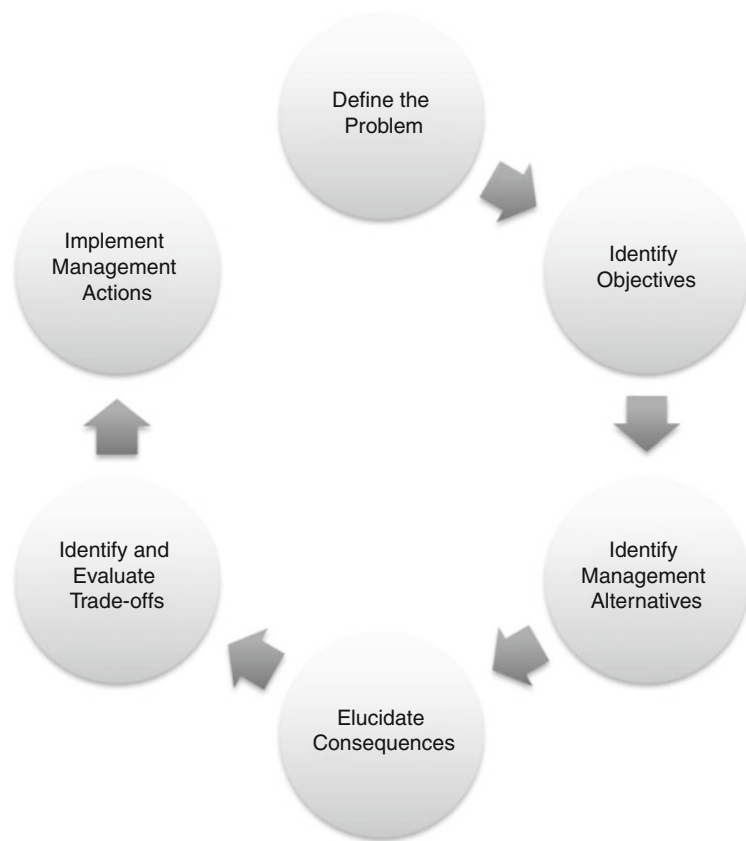 Define the
Problem
Identify
Objectives
Identify
Management
Alternatives
Elucidate
Consequences
Identify and
Evaluate
Trade-offs
Implement
Management
Actions